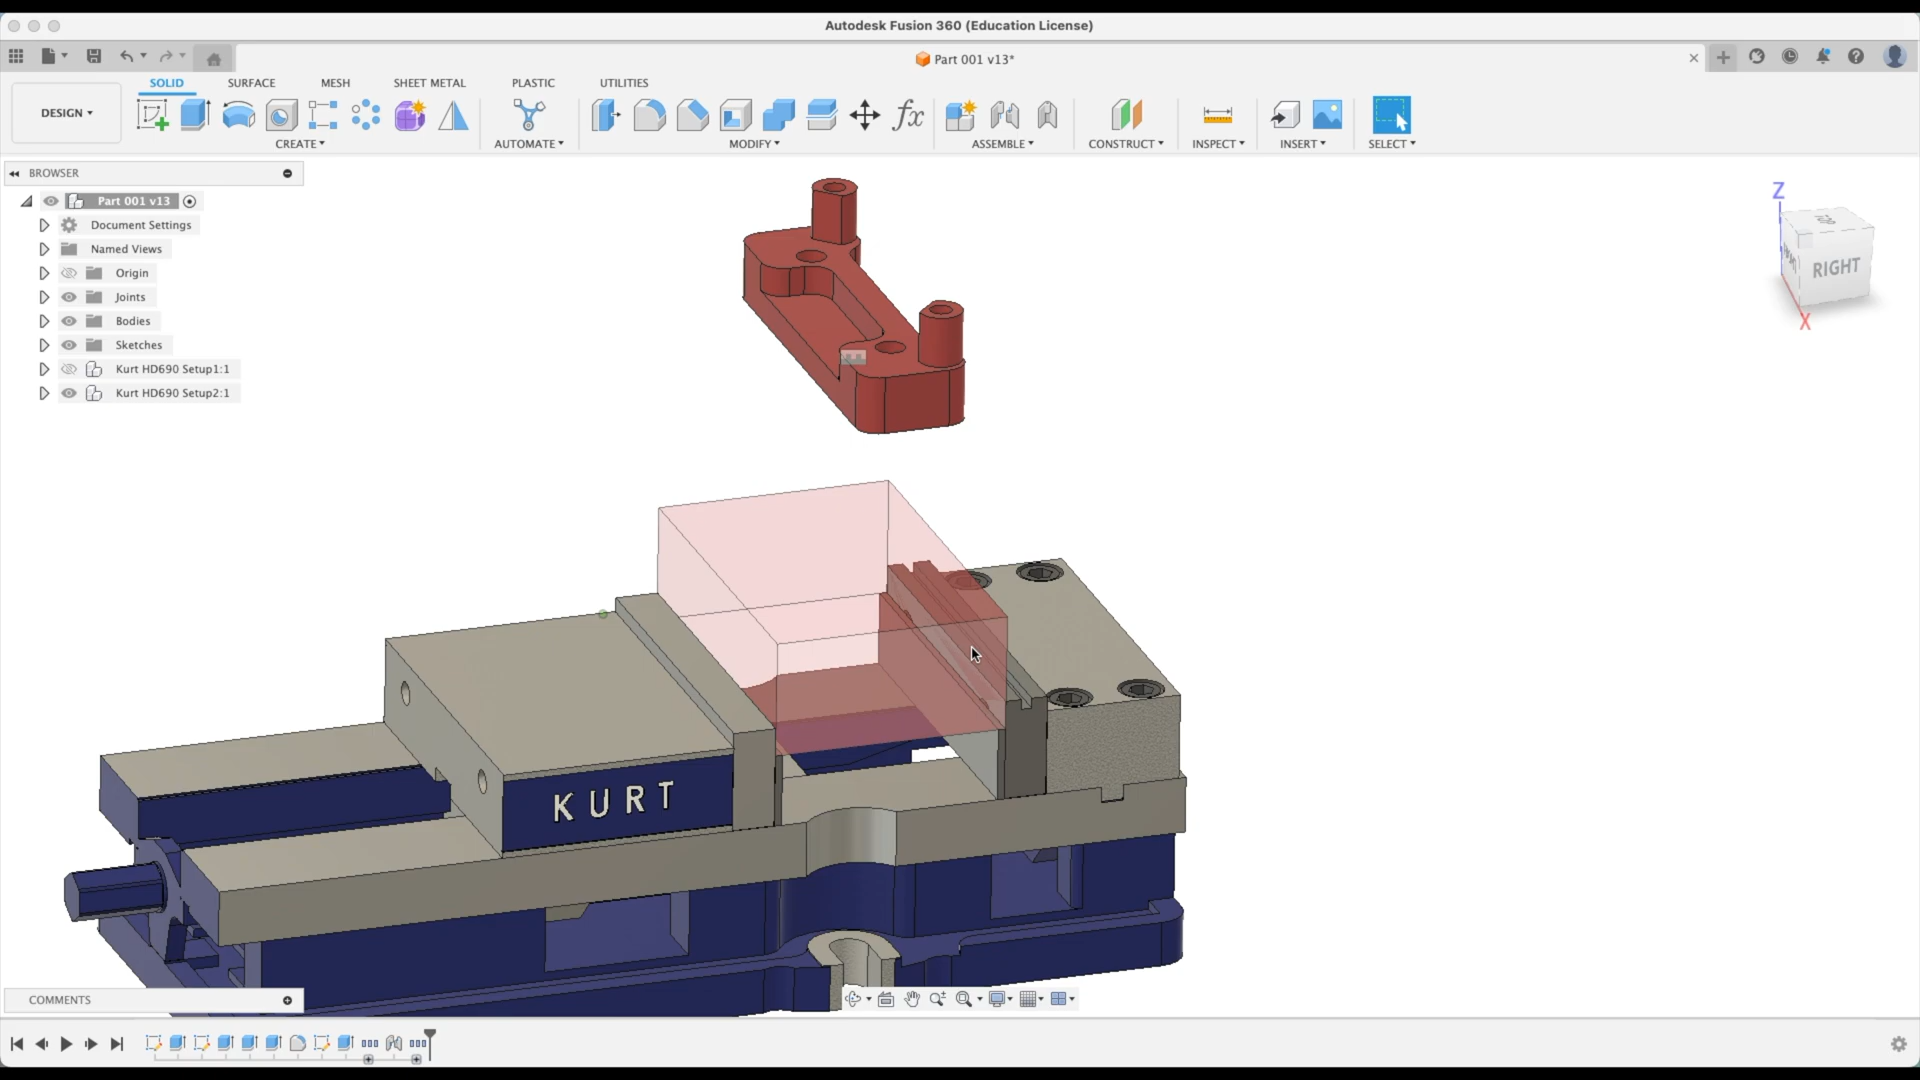 Autodesk Fusion 360 (Education License)
Part 001 v13*
SOLID SURFACE MESH SHEET METAL PLASTIC UTILITIES
DESIGN
CREATE AUTOMATE MODIFY ASSEMBLE CONSTRUCT INSPECT INSERT SELECT
fx
BROWSER
Part 001 v13
Document Settings
Named Views
Origin
Joints
Bodies
Sketches
Kurt HD690 Setup1:1
Kurt HD690 Setup2:1
Z
TOP
RIGHT
X
KURT
COMMENTS